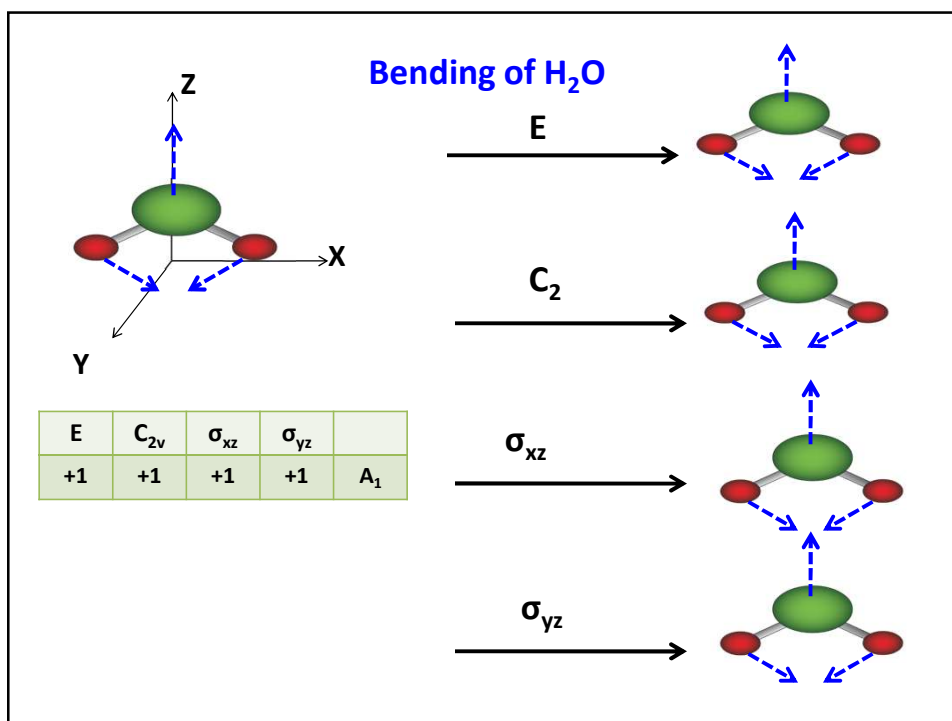 Bending of H₂O
Z
X
Y
E
C₂
σxz
σyz
E C₂ᵥ σxz σyz
+1 +1 +1 +1 A₁